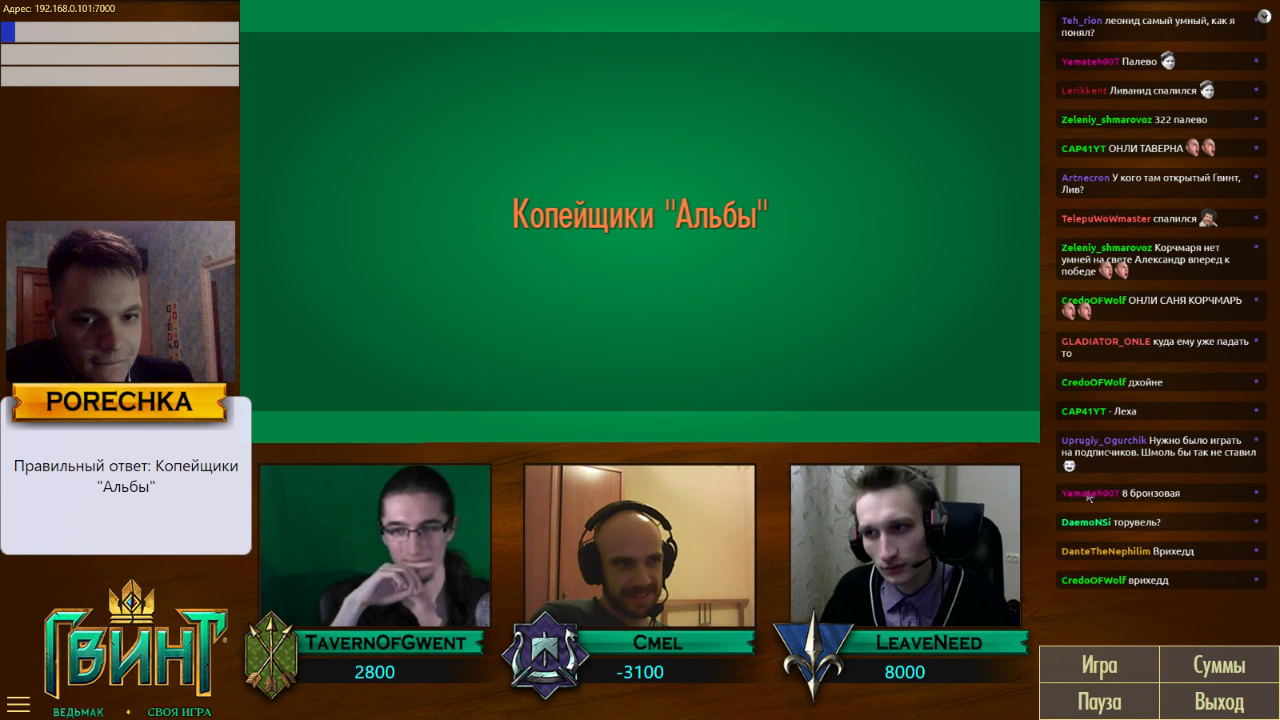 Адрес: 192.168.0.101:7000
Копейщики "Альбы"
PORECHKA
Правильный ответ: Копейщики
"Альбы"
ГВИНТ
ВЕДЬМАК • СВОЯ ИГРА
TAVERNOFGWENT
2800
CMEL
-3100
LEAVENEED
8000
Teh_rion леонид самый умный, как я
понял?
Yamateh007 Палево
Lerikkent Ливанид спалился
Zeleniy_shmarovoz 322 палево
CAP41YT ОНЛИ ТАВЕРНА
Artnecron У кого там открытый Гвинт,
Лив?
TelepuWoWmaster спалился
Zeleniy_shmarovoz Корчмаря нет
умней на свете Александр вперед к
победе
CredoOFWolf ОНЛИ САНЯ КОРЧМАРЬ
GLADIATOR_ONLE куда ему уже падать
то
CredoOFWolf дхойне
CAP41YT - Леха
Uprugiy_Ogurchik Нужно было играть
на подписчиков. Шмоль бы так не ставил
Yamateh007 8 бронзовая
DaemoNSi торувель?
DanteTheNephilim Врихедд
CredoOFWolf врихедд
Игра
Суммы
Пауза
Выход